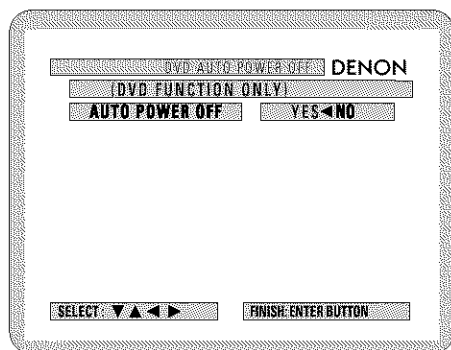 DVD AUTO POWER OFF DENON
(DVD FUNCTION ONLY)
AUTO POWER OFF YES◄NO
SELECT: ▼▲◄► FINISH: ENTER BUTTON